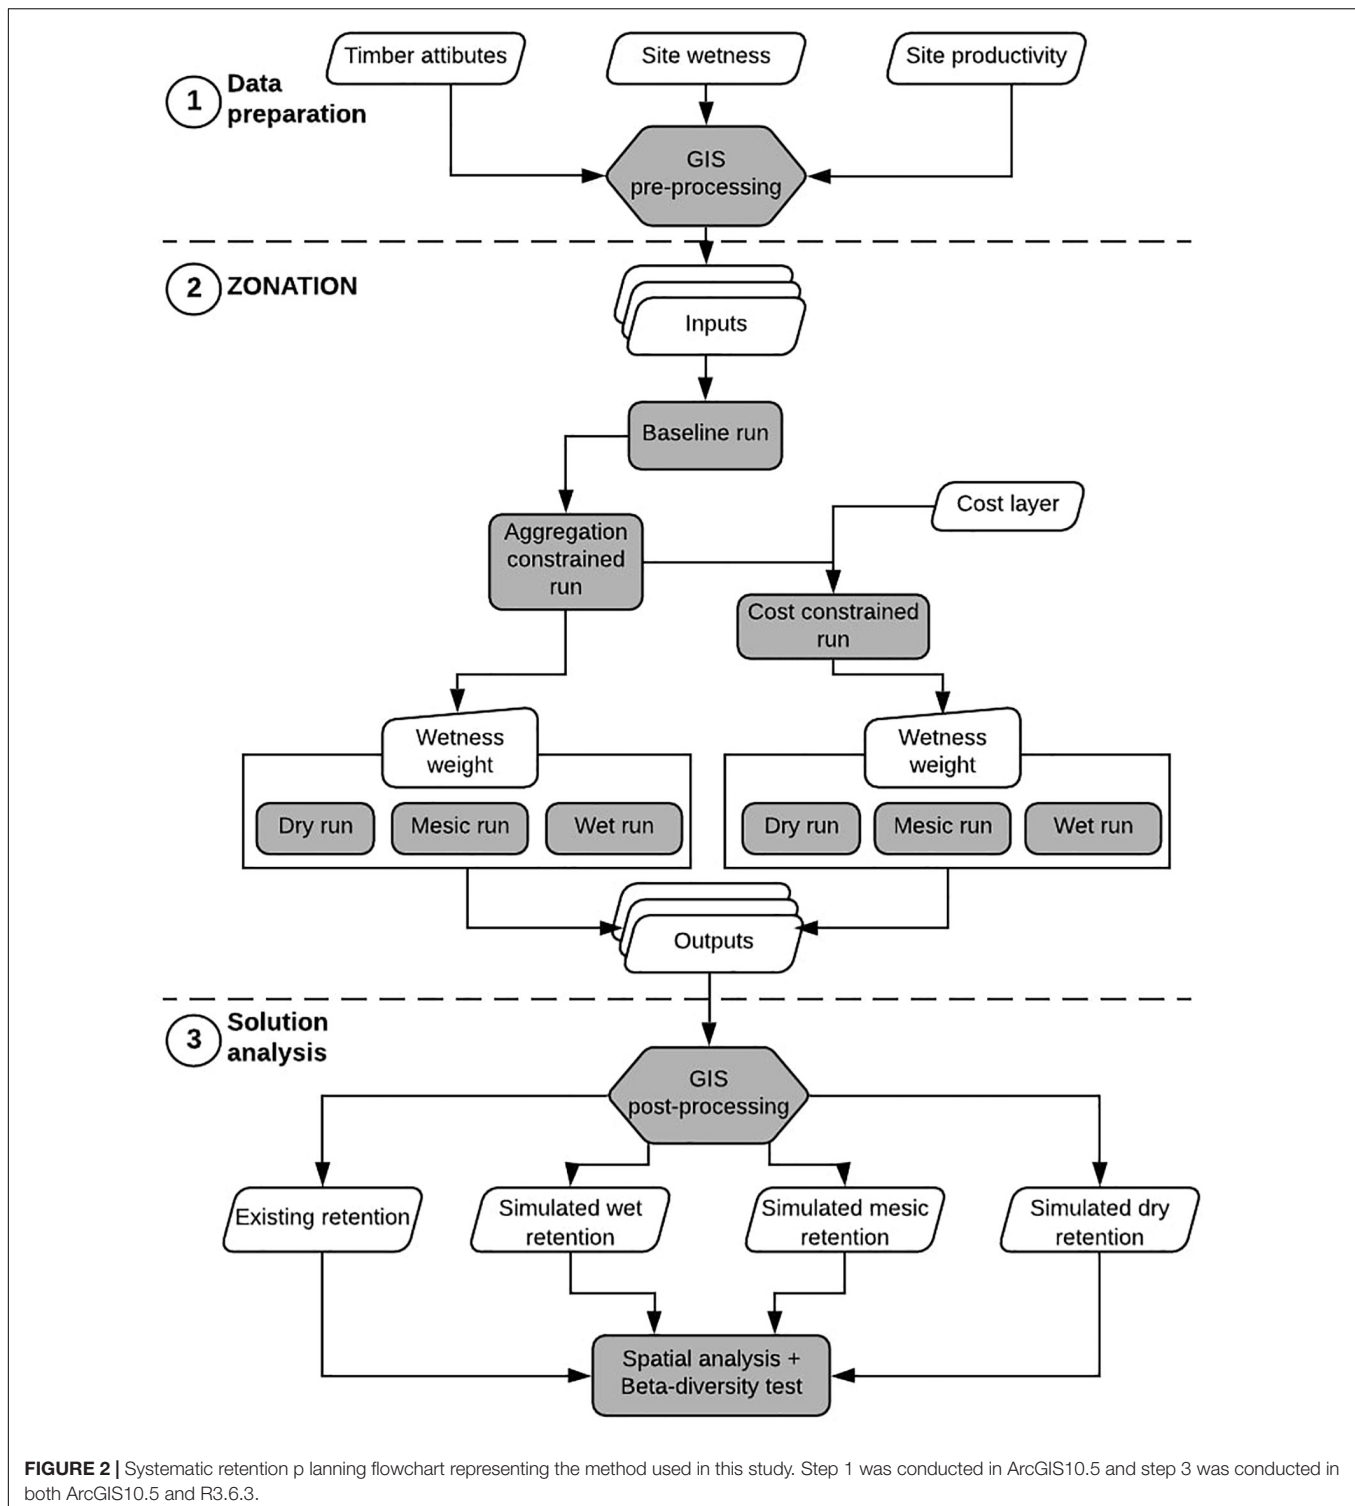 Timber attibutes
Site wetness
Site productivity
1
Data
preparation
GIS
pre-processing
2
ZONATION
Inputs
Baseline run
Cost layer
Aggregation
constrained
run
Cost constrained
run
Wetness
weight
Wetness
weight
Dry run
Mesic run
Wet run
Dry run
Mesic run
Wet run
Outputs
3
Solution
analysis
GIS
post-processing
Existing retention
Simulated wet
retention
Simulated mesic
retention
Simulated dry
retention
Spatial analysis +
Beta-diversity test
FIGURE 2 | Systematic retention p lanning flowchart representing the method used in this study. Step 1 was conducted in ArcGIS10.5 and step 3 was conducted in
both ArcGIS10.5 and R3.6.3.